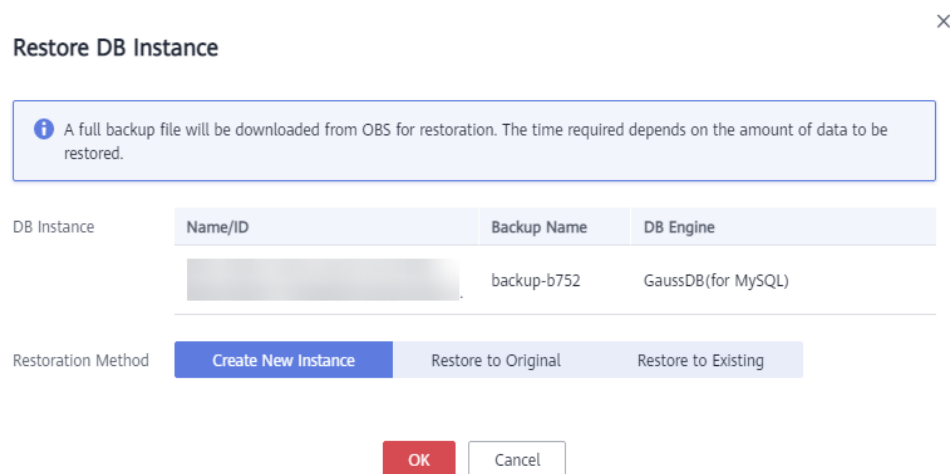 Restore DB Instance
A full backup file will be downloaded from OBS for restoration. The time required depends on the amount of data to be
restored.
DB Instance
Name/ID Backup Name DB Engine
backup-b752 GaussDB(for MySQL)
Restoration Method Create New Instance Restore to Original Restore to Existing
OK Cancel